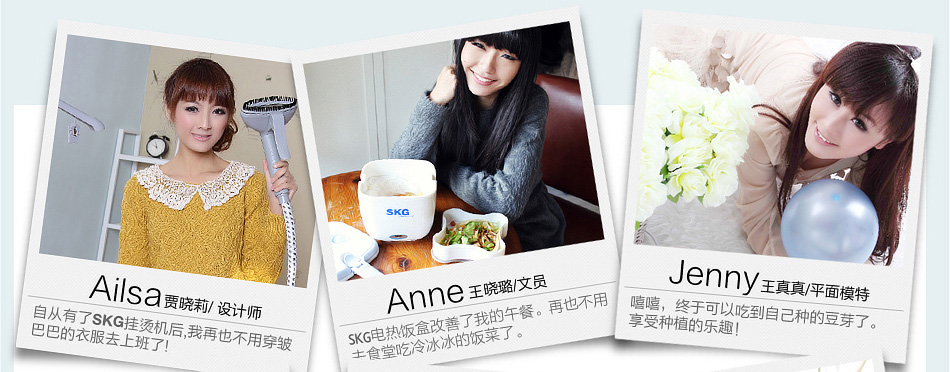 SKG
Ailsa 贾晓莉/ 设计师
自从有了SKG挂烫机后,我再也不用穿皱
巴巴的衣服去上班了!
Anne 王晓璐/文员
SKG电热饭盒改善了我的午餐。再也不用
去食堂吃冷冰冰的饭菜了。
Jenny 王真真/平面模特
嘻嘻，终于可以吃到自己种的豆芽了。
享受种植的乐趣!